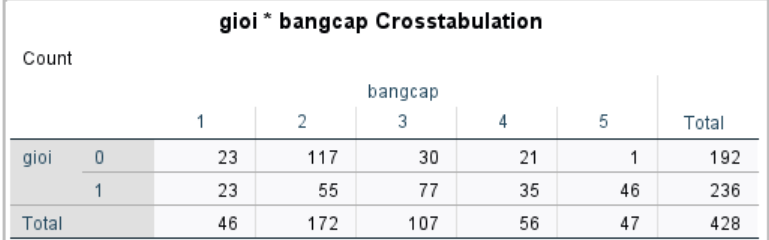 gioi * bangcap Crosstabulation
Count
bangcap
1 2 3 4 5 Total
gioi 0 23 117 30 21 1 192
1 23 55 77 35 46 236
Total 46 172 107 56 47 428